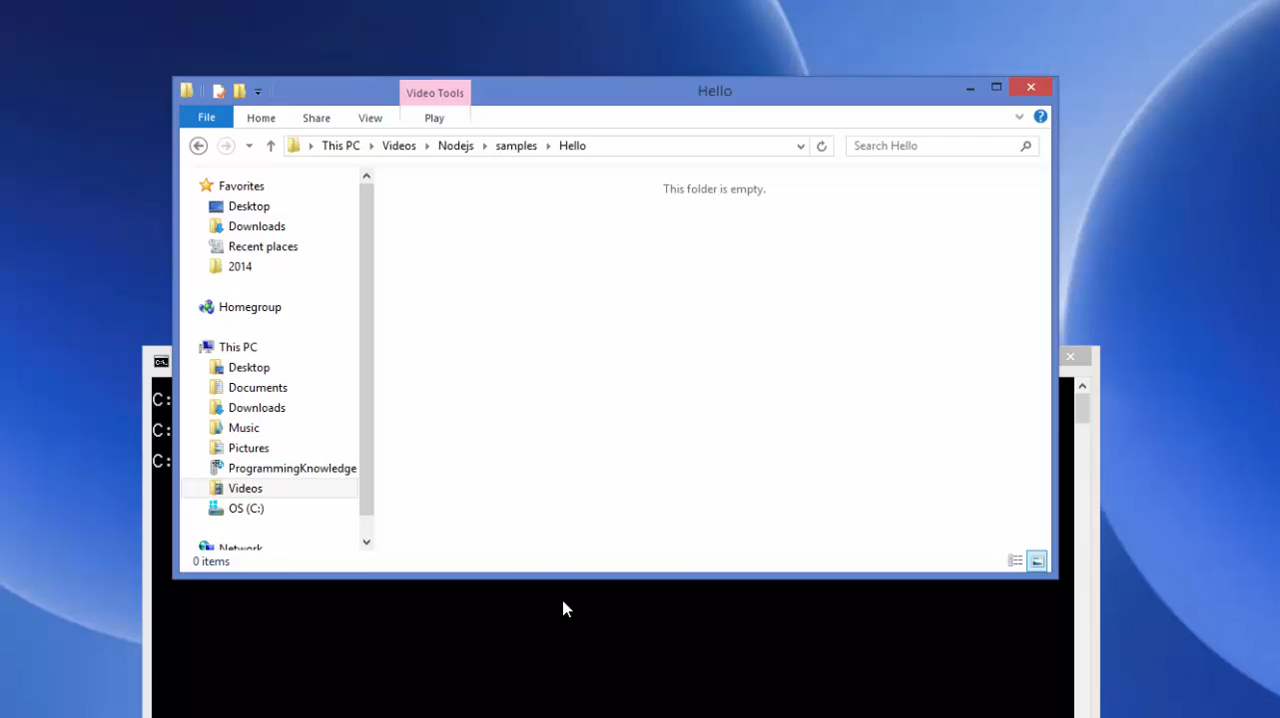 Video Tools
Hello
File Home Share View Play
This PC Videos Nodejs samples Hello
Search Hello
This folder is empty.
Favorites
Desktop
Downloads
Recent places
2014
Homegroup
This PC
Desktop
Documents
Downloads
Music
Pictures
ProgrammingKnowledge
Videos
OS (C:)
Network
0 items
C:\.
C:
C:
C: